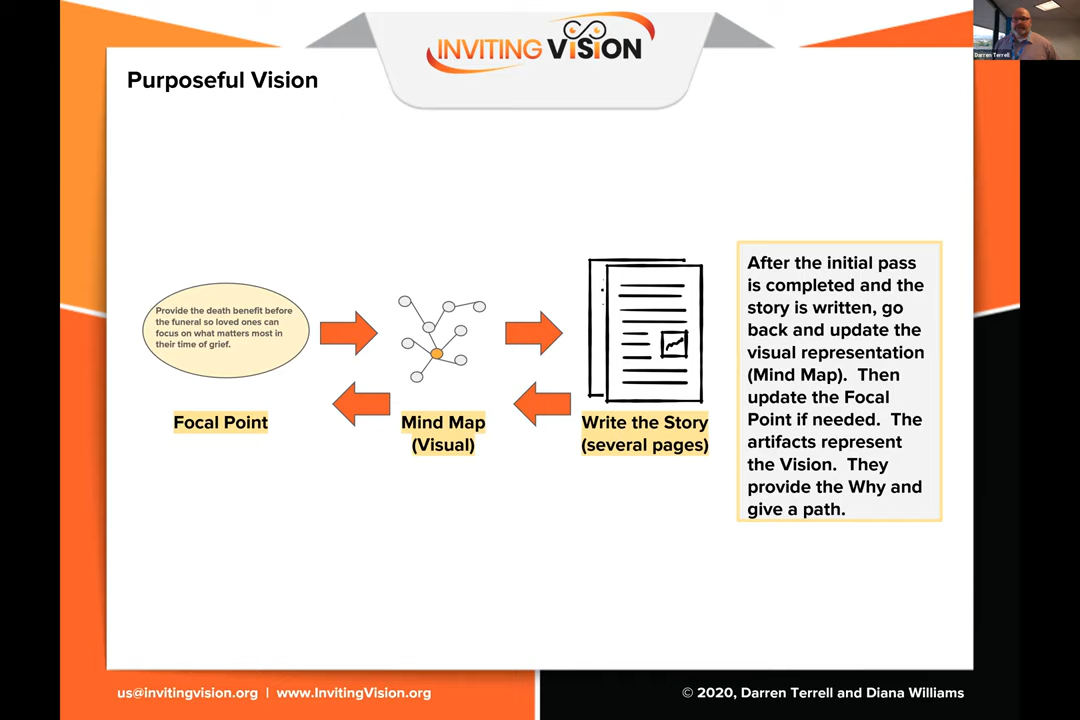 INVITING VISION
Darren Terrell
Purposeful Vision
Provide the death benefit before
the funeral so loved ones can
focus on what matters most in
their time of grief.
Focal Point
Mind Map
(Visual)
Write the Story
(several pages)
After the initial pass
is completed and the
story is written, go
back and update the
visual representation
(Mind Map). Then
update the Focal
Point if needed. The
artifacts represent
the Vision. They
provide the Why and
give a path.
us@invitingvision.org | www.InvitingVision.org
© 2020, Darren Terrell and Diana Williams